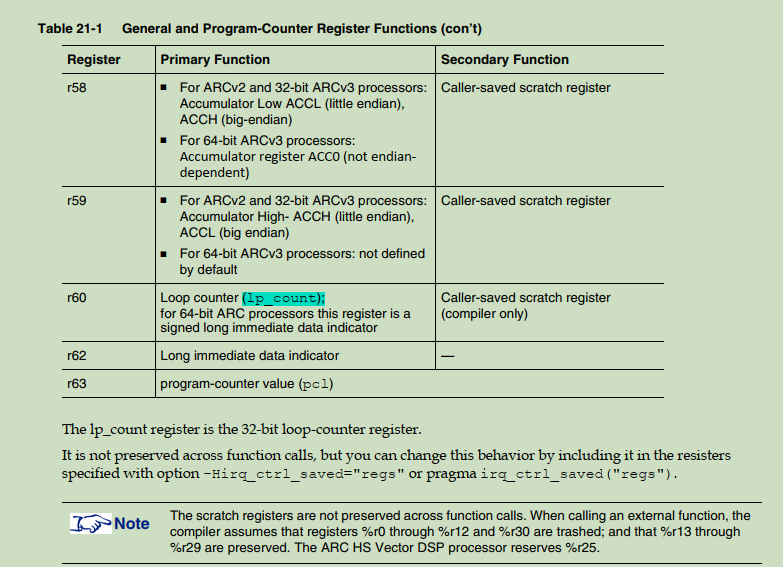 Table 21-1 General and Program-Counter Register Functions (con't)
Register Primary Function Secondary Function
r58 ■ For ARCv2 and 32-bit ARCv3 processors: Caller-saved scratch register
Accumulator Low ACCL (little endian),
ACCH (big-endian)
■ For 64-bit ARCv3 processors:
Accumulator register ACC0 (not endian-
dependent)
r59 ■ For ARCv2 and 32-bit ARCv3 processors: Caller-saved scratch register
Accumulator High- ACCH (little endian),
ACCL (big endian)
■ For 64-bit ARCv3 processors: not defined
by default
r60 Loop counter (lp_count); Caller-saved scratch register
for 64-bit ARC processors this register is a (compiler only)
signed long immediate data indicator
r62 Long immediate data indicator —
r63 program-counter value (pcl)
The lp_count register is the 32-bit loop-counter register.
It is not preserved across function calls, but you can change this behavior by including it in the resisters
specified with option -Hirq_ctrl_saved="regs" or pragma irq_ctrl_saved("regs").
Note The scratch registers are not preserved across function calls. When calling an external function, the
compiler assumes that registers %r0 through %r12 and %r30 are trashed; and that %r13 through
%r29 are preserved. The ARC HS Vector DSP processor reserves %r25.